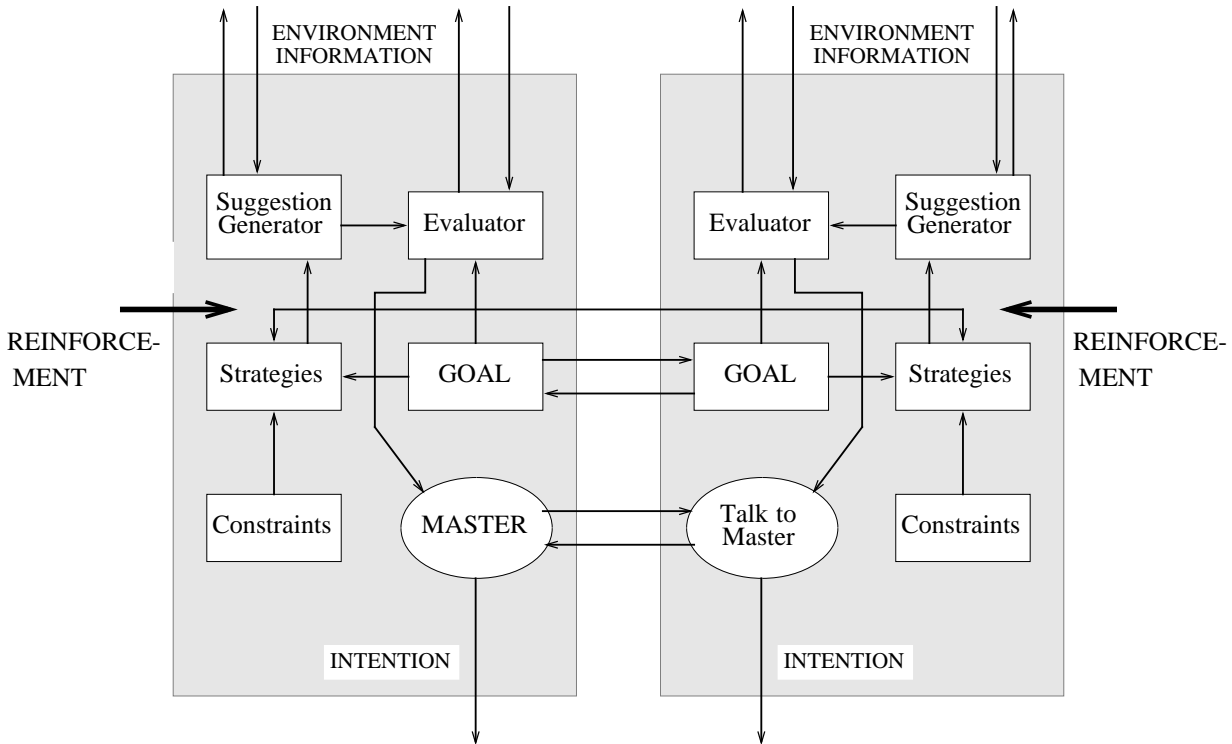 ENVIRONMENT
INFORMATION
ENVIRONMENT
INFORMATION
Suggestion
Generator
Evaluator
Evaluator
Suggestion
Generator
REINFORCE-
MENT
Strategies
GOAL
GOAL
Strategies
REINFORCE-
MENT
Constraints
MASTER
Talk to
Master
Constraints
INTENTION
INTENTION